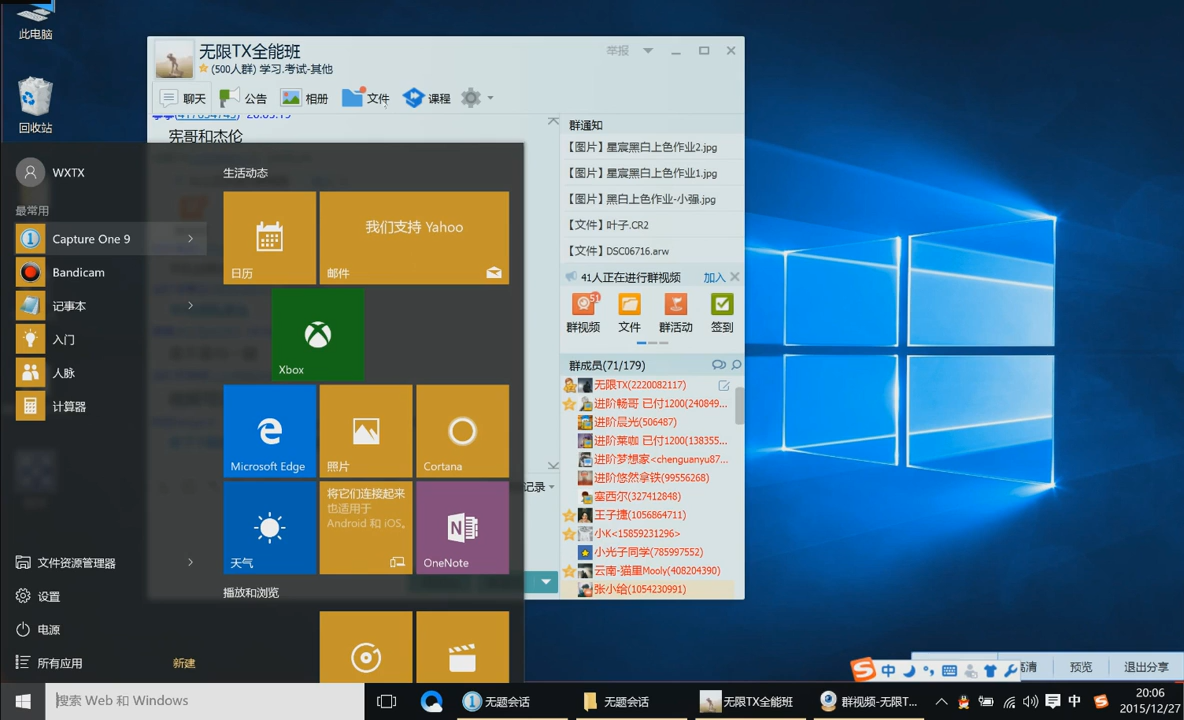 此电脑
回收站
无限TX全能班
(500人群) 学习.考试-其他
举报
聊天
公告
相册
文件
课程
宪哥和杰伦
群通知
【图片】星宸黑白上色作业2.jpg
【图片】星宸黑白上色作业1.jpg
【图片】黑白上色作业-小强.jpg
【文件】叶子.CR2
【文件】DSC06716.arw
41人正在进行群视频
加入
51
群视频
文件
群活动
签到
群成员(71/179)
无限TX(2220082117)
进阶畅哥 已付1200(240849...
进阶晨光(506487)
进阶莱咖 已付1200(138355...
进阶梦想家<chenguanyu87...
进阶悠然拿铁(99556268)
塞西尔(327412848)
王子捷(1056864711)
小K<15859231296>
小光子同学(785997552)
云南-猫里Mooly(408204390)
张小给(1054230991)
记录
WXTX
最常用
Capture One 9
Bandicam
记事本
入门
人脉
计算器
文件资源管理器
设置
电源
所有应用
新建
生活动态
日历
我们支持 Yahoo
邮件
Xbox
Microsoft Edge
照片
Cortana
天气
将它们连接起来
也适用于
Android 和 iOS。
OneNote
播放和浏览
中
高清
预览
退出分享
搜索 Web 和 Windows
无题会话
无题会话
无限TX全能班
群视频-无限T...
中
20:06
2015/12/27